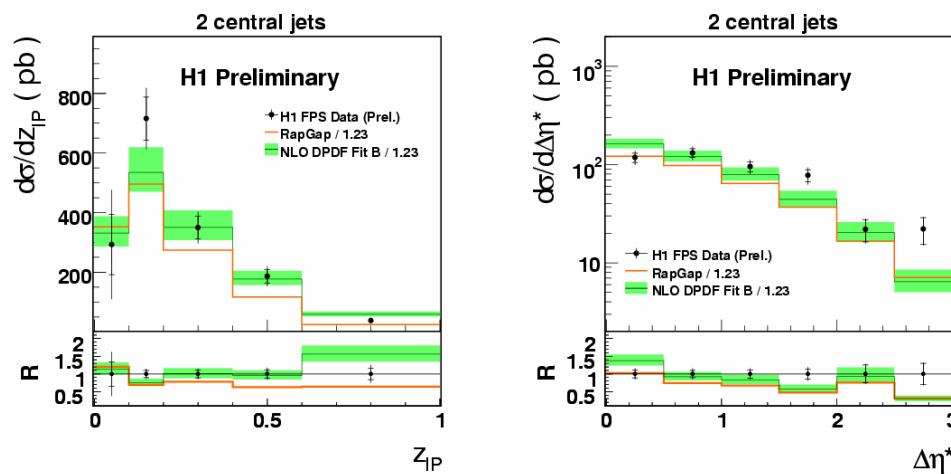 2 central jets
dσ/dz_IP ( pb )
H1 Preliminary
800
600
400
200
H1 FPS Data (Prel.)
RapGap / 1.23
NLO DPDF Fit B / 1.23
R
2
1.5
1
0.5
0
0.5
1
z_IP
2 central jets
dσ/dΔη* ( pb )
H1 Preliminary
10³
10²
10
1
H1 FPS Data (Prel.)
RapGap / 1.23
NLO DPDF Fit B / 1.23
R
2
1.5
1
0.5
0
1
2
3
Δη*